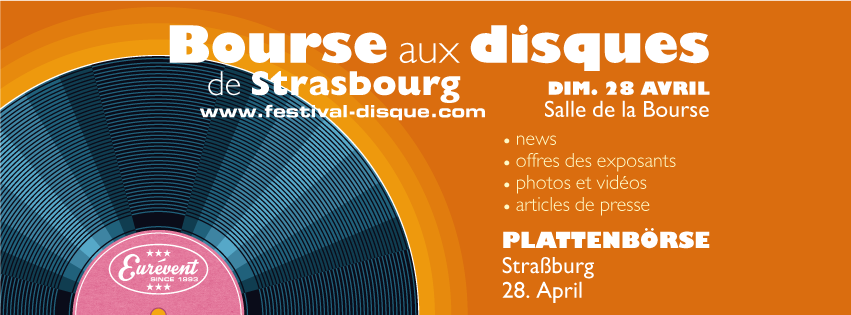 Bourse aux disques
de Strasbourg
www.festival-disque.com
DIM. 28 AVRIL
Salle de la Bourse
• news
• offres des exposants
• photos et vidéos
• articles de presse
PLATTENBÖRSE
Straßburg
28. April
★★★
Eurévent
SINCE 1993
★★★